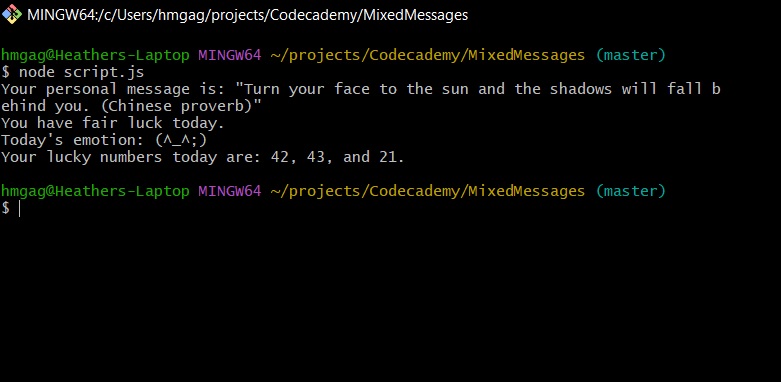 MINGW64:/c/Users/hmgag/projects/Codecademy/MixedMessages
hmgag@Heathers-Laptop MINGW64 ~/projects/Codecademy/MixedMessages (master)
$ node script.js
Your personal message is: "Turn your face to the sun and the shadows will fall b
ehind you. (Chinese proverb)"
You have fair luck today.
Today's emotion: (^_^;)
Your lucky numbers today are: 42, 43, and 21.
hmgag@Heathers-Laptop MINGW64 ~/projects/Codecademy/MixedMessages (master)
$